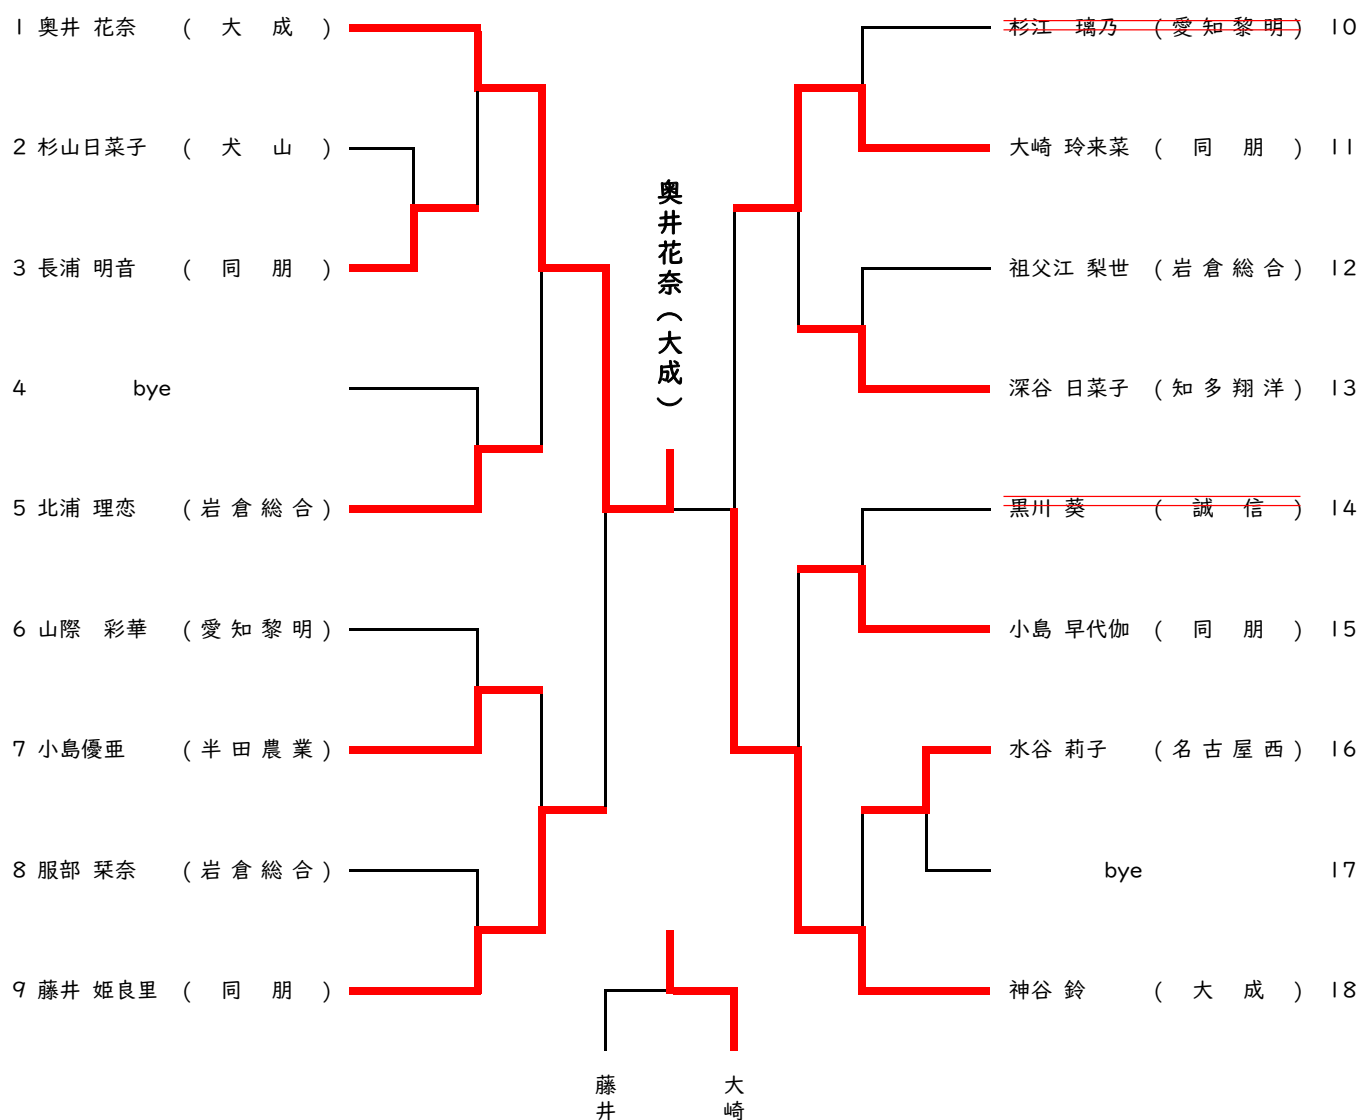 1 奥井 花奈 ( 大 成 )
2 杉山日菜子 ( 犬 山 )
3 長浦 明音 ( 同 朋 )
4 bye
5 北浦 理恋 ( 岩 倉 総 合 )
6 山際 彩華 ( 愛 知 黎 明 )
7 小島優亜 ( 半 田 農 業 )
8 服部 栞奈 ( 岩 倉 総 合 )
9 藤井 姫良里 ( 同 朋 )
奥井花奈(大成)
藤井
大崎
杉江 璃乃 ( 愛 知 黎 明 ) 10
大崎 玲来菜 ( 同 朋 ) 11
祖父江 梨世 ( 岩 倉 総 合 ) 12
深谷 日菜子 ( 知 多 翔 洋 ) 13
黒川 葵 ( 誠 信 ) 14
小島 早代伽 ( 同 朋 ) 15
水谷 莉子 ( 名 古 屋 西 ) 16
bye 17
神谷 鈴 ( 大 成 ) 18